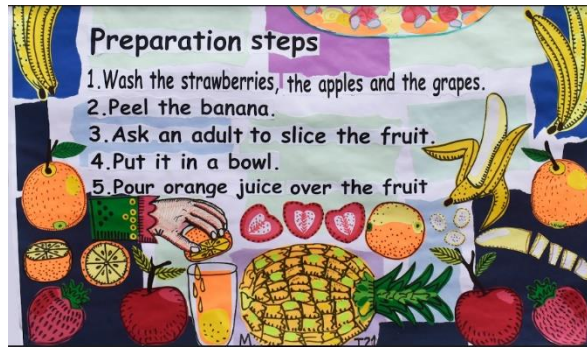 Preparation steps
1.Wash the strawberries, the apples and the grapes.
2.Peel the banana.
3.Ask an adult to slice the fruit.
4.Put it in a bowl.
5.Pour orange juice over the fruit